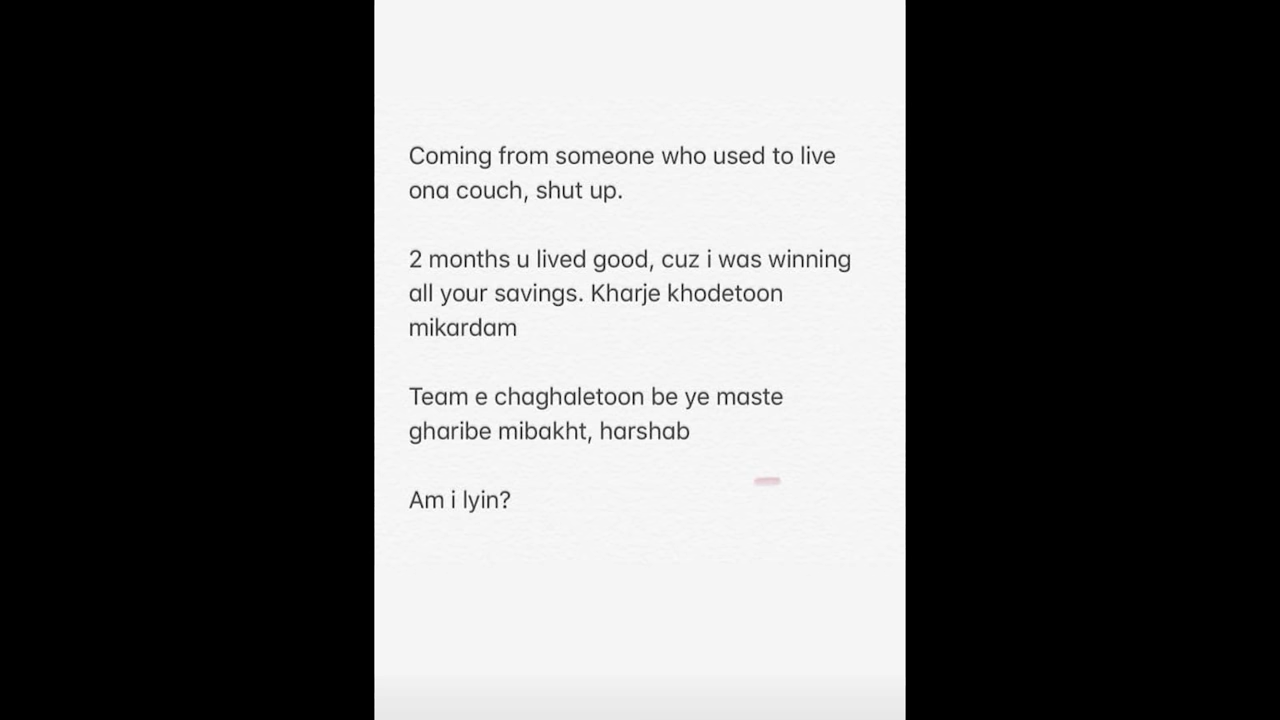 Coming from someone who used to live
ona couch, shut up.
2 months u lived good, cuz i was winning
all your savings. Kharje khodetoon
mikardam
Team e chaghaletoon be ye maste
gharibe mibakht, harshab
Am i lyin?